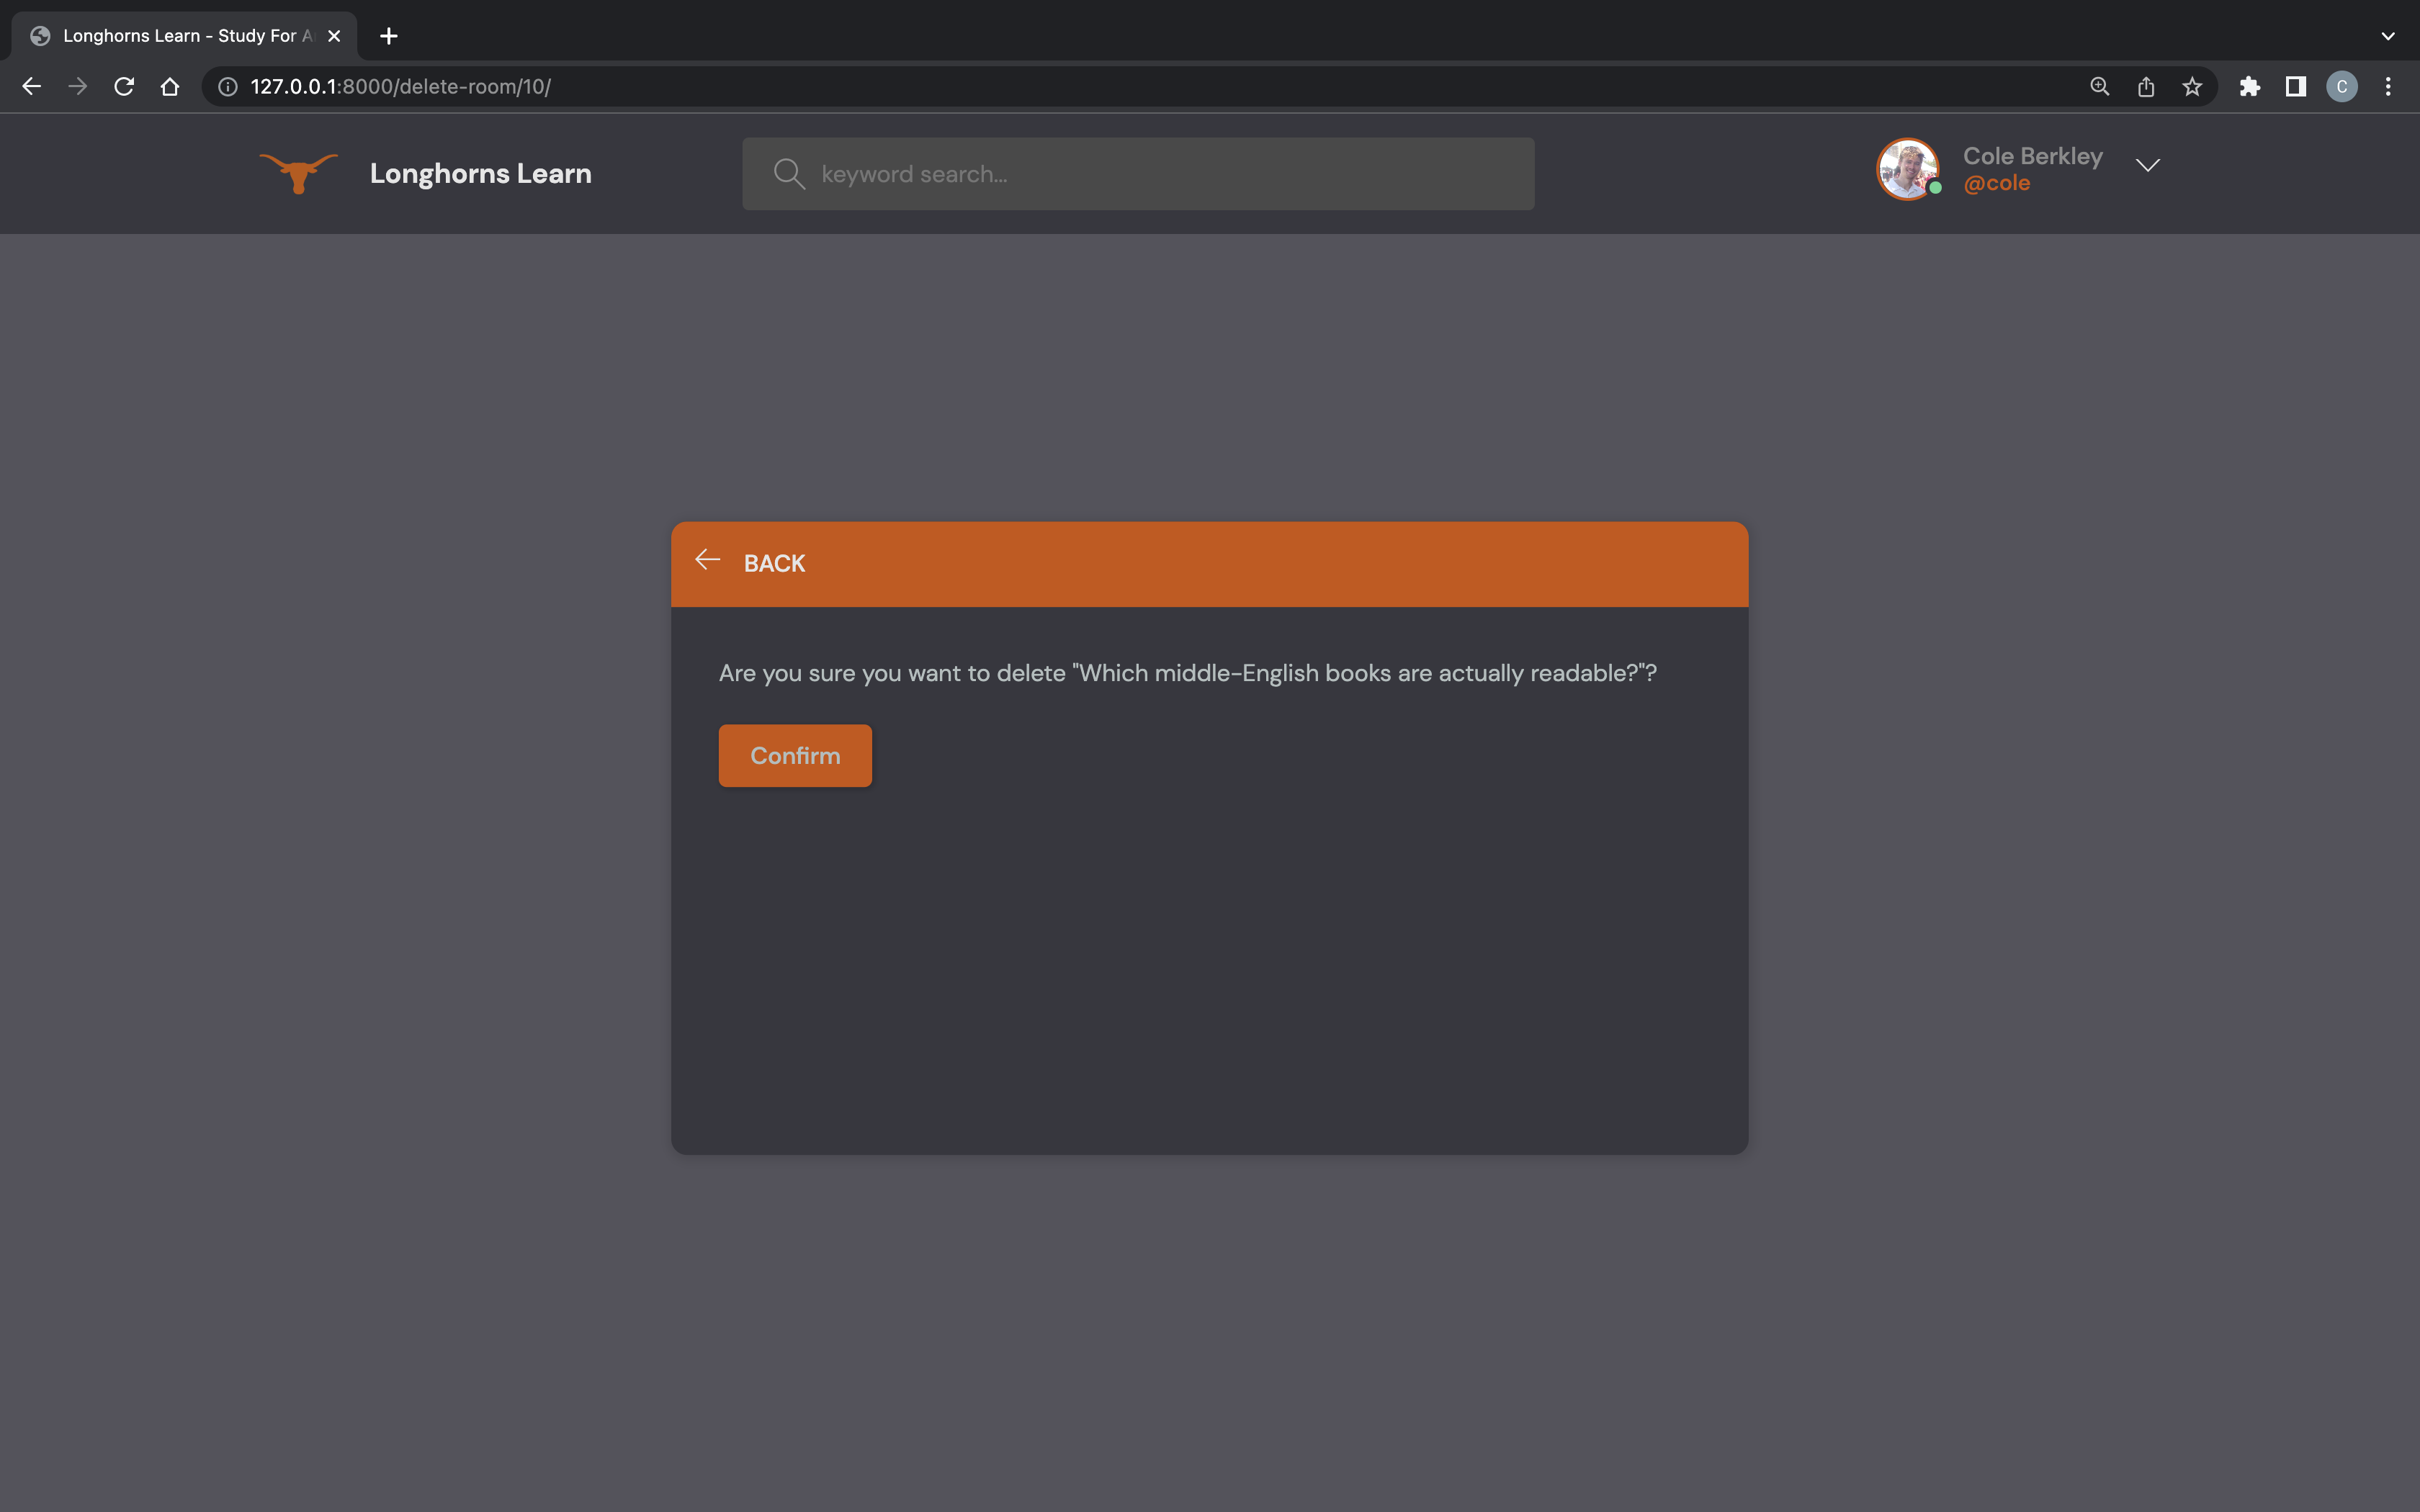 Longhorns Learn - Study For
127.0.0.1:8000/delete-room/10/
C
Longhorns Learn
keyword search...
Cole Berkley
@cole
BACK
Are you sure you want to delete "Which middle-English books are actually readable?"?
Confirm